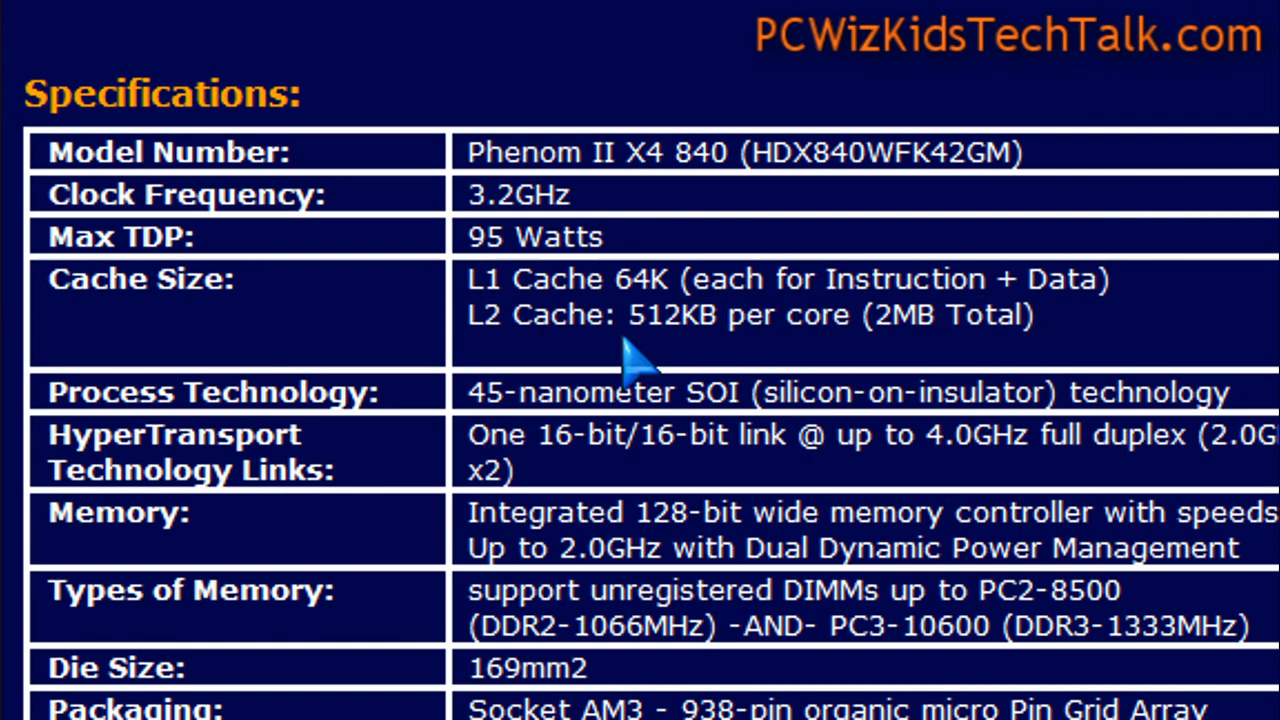 PCWizKidsTechTalk.com
Specifications:
Model Number:
Phenom II X4 840 (HDX840WFK42GM)
Clock Frequency:
3.2GHz
Max TDP:
95 Watts
Cache Size:
L1 Cache 64K (each for Instruction + Data)
L2 Cache: 512KB per core (2MB Total)
Process Technology:
45-nanometer SOI (silicon-on-insulator) technology
HyperTransport
Technology Links:
One 16-bit/16-bit link @ up to 4.0GHz full duplex (2.0G
x2)
Memory:
Integrated 128-bit wide memory controller with speeds
Up to 2.0GHz with Dual Dynamic Power Management
Types of Memory:
support unregistered DIMMs up to PC2-8500
(DDR2-1066MHz) -AND- PC3-10600 (DDR3-1333MHz)
Die Size:
169mm2
Packaging:
Socket AM3 - 938-pin organic micro Pin Grid Array